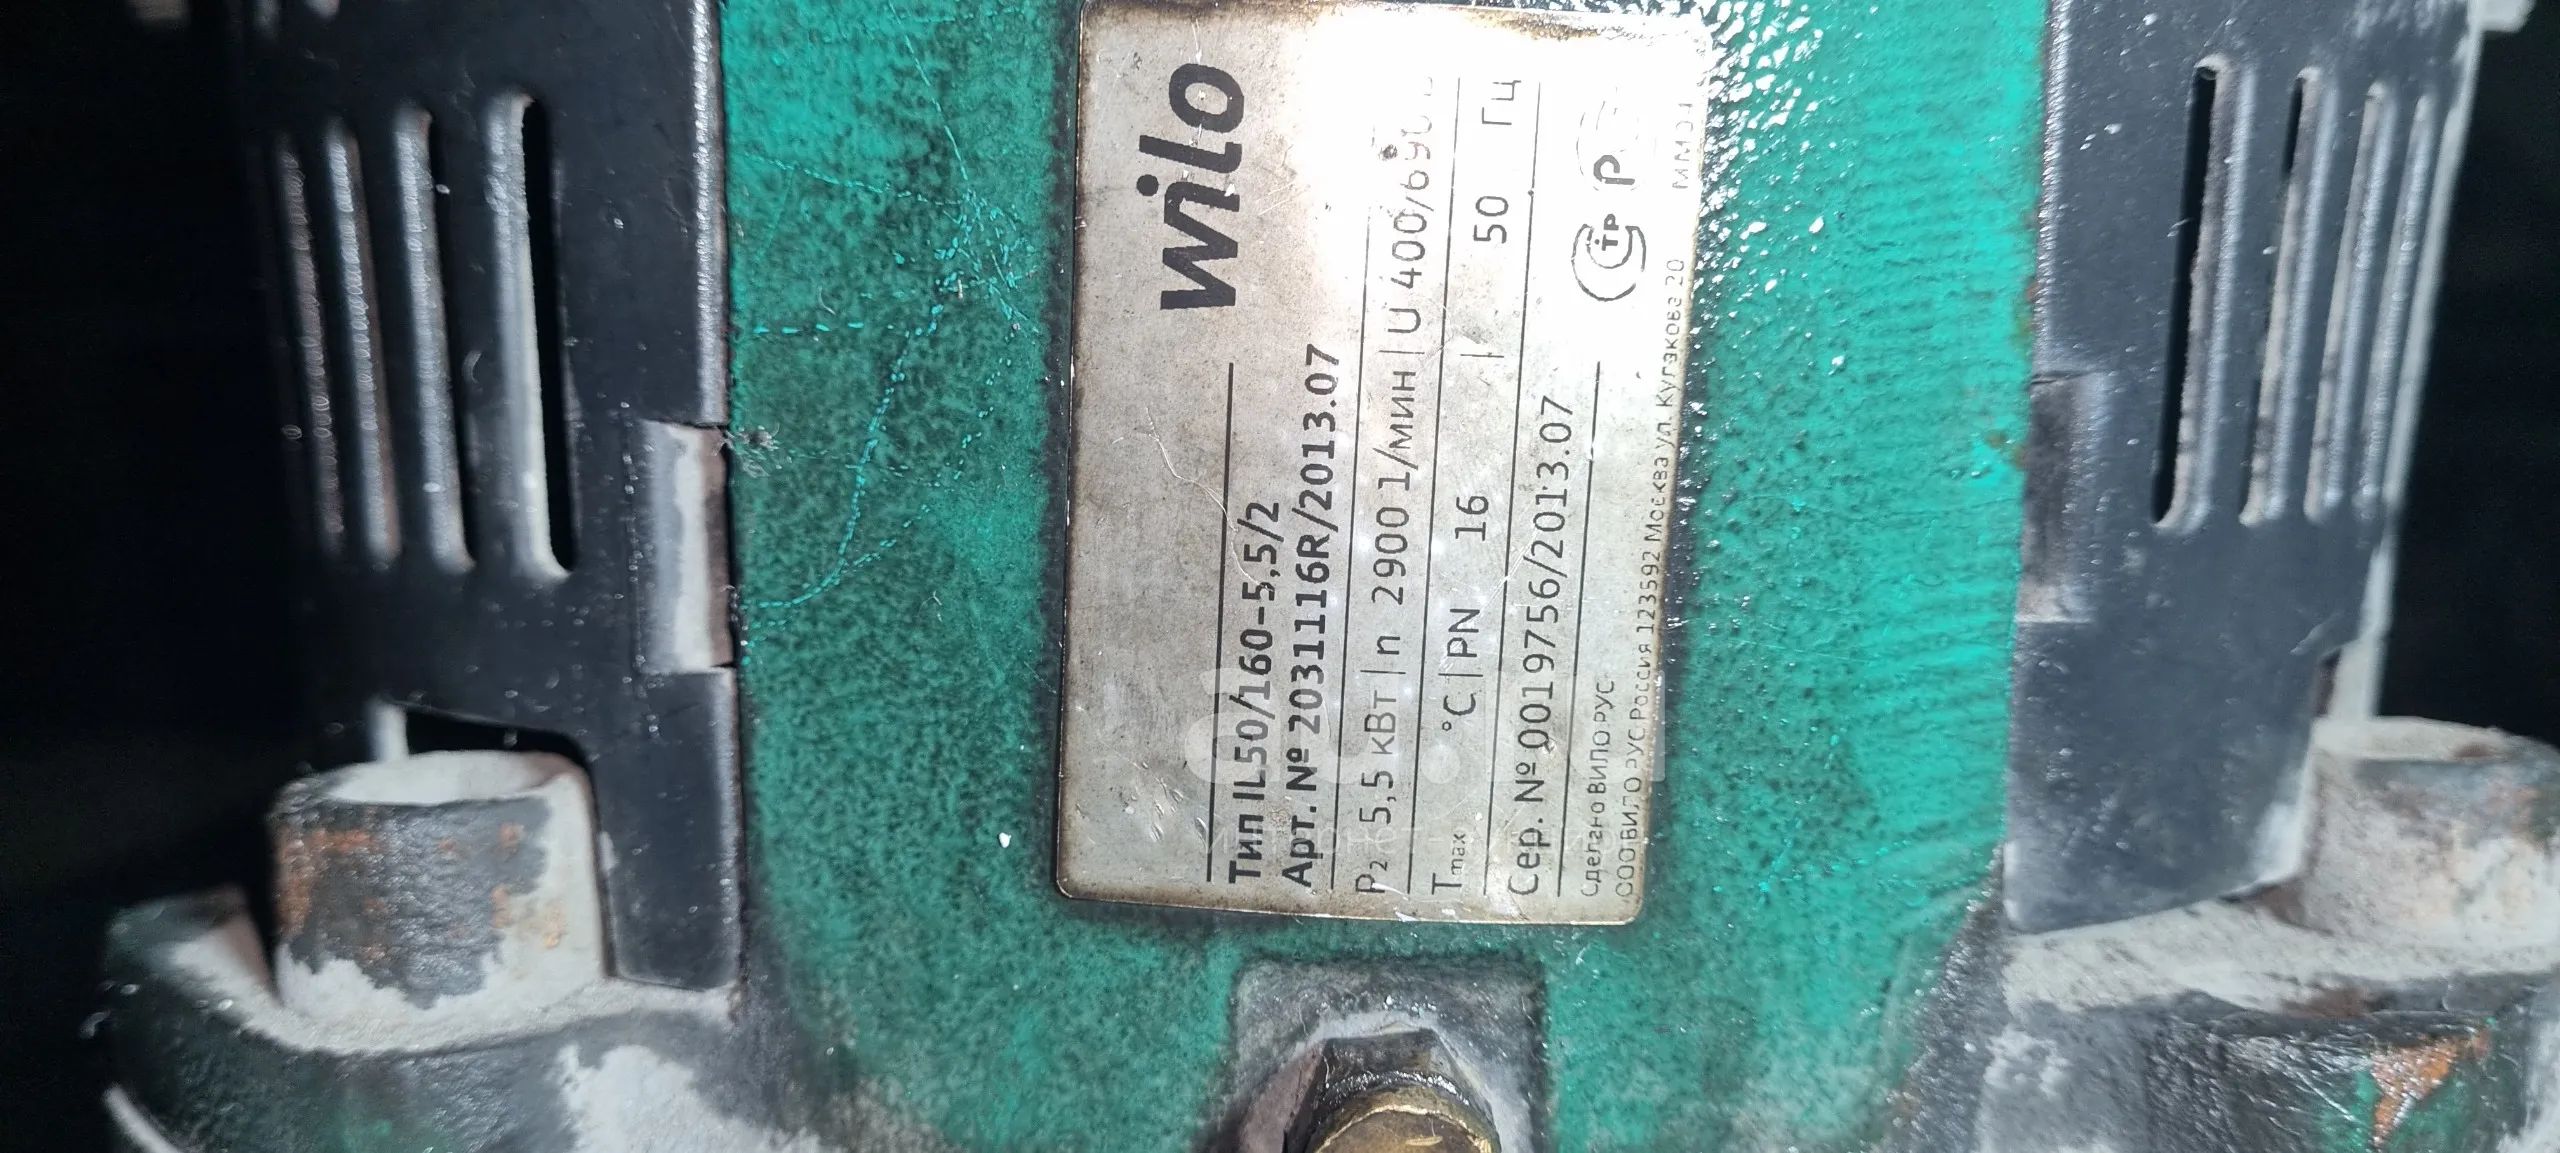 wilo
Тип IL50/160-5,5/2
Арт. № 2031116R/2013.07
P2 5,5 кВт | n 2900 1/мин | U 400/690
Tmax °C | PN 16 | 50 Гц
Сер. № 0019756/2013.07
Сделано ВИЛО РУС
ООО ВИЛО РУС Россия 123592 Москва ул. Кулакова 20